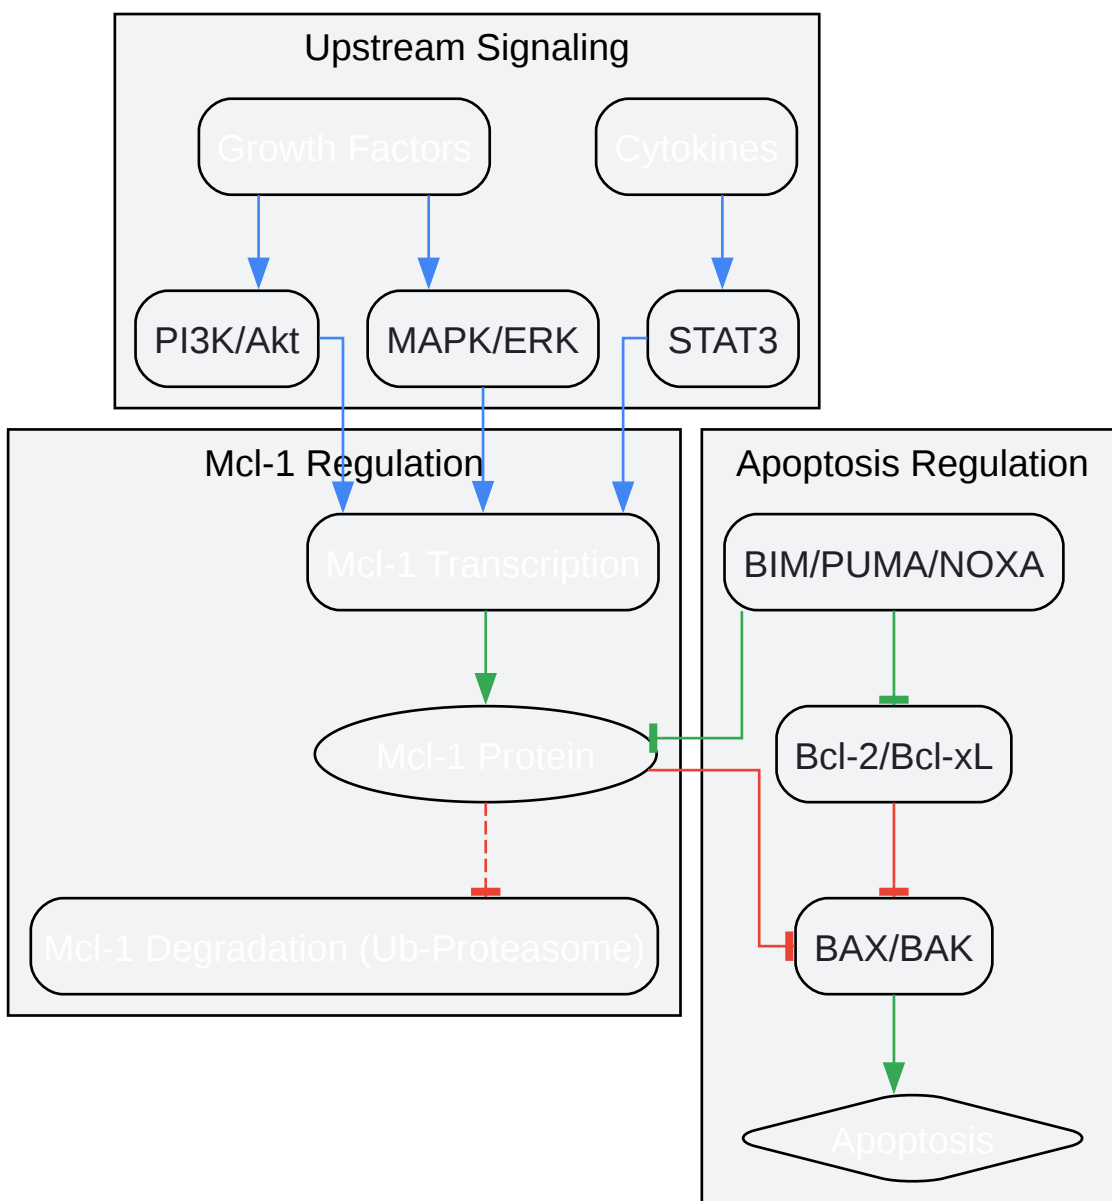 Upstream Signaling
Growth Factors
Cytokines
PI3K/Akt
MAPK/ERK
STAT3
Mcl-1 Regulation
Apoptosis Regulation
Mcl-1 Transcription
BIM/PUMA/NOXA
Mcl-1 Protein
Bcl-2/Bcl-xL
Mcl-1 Degradation (Ub-Proteasome)
BAX/BAK
Apoptosis